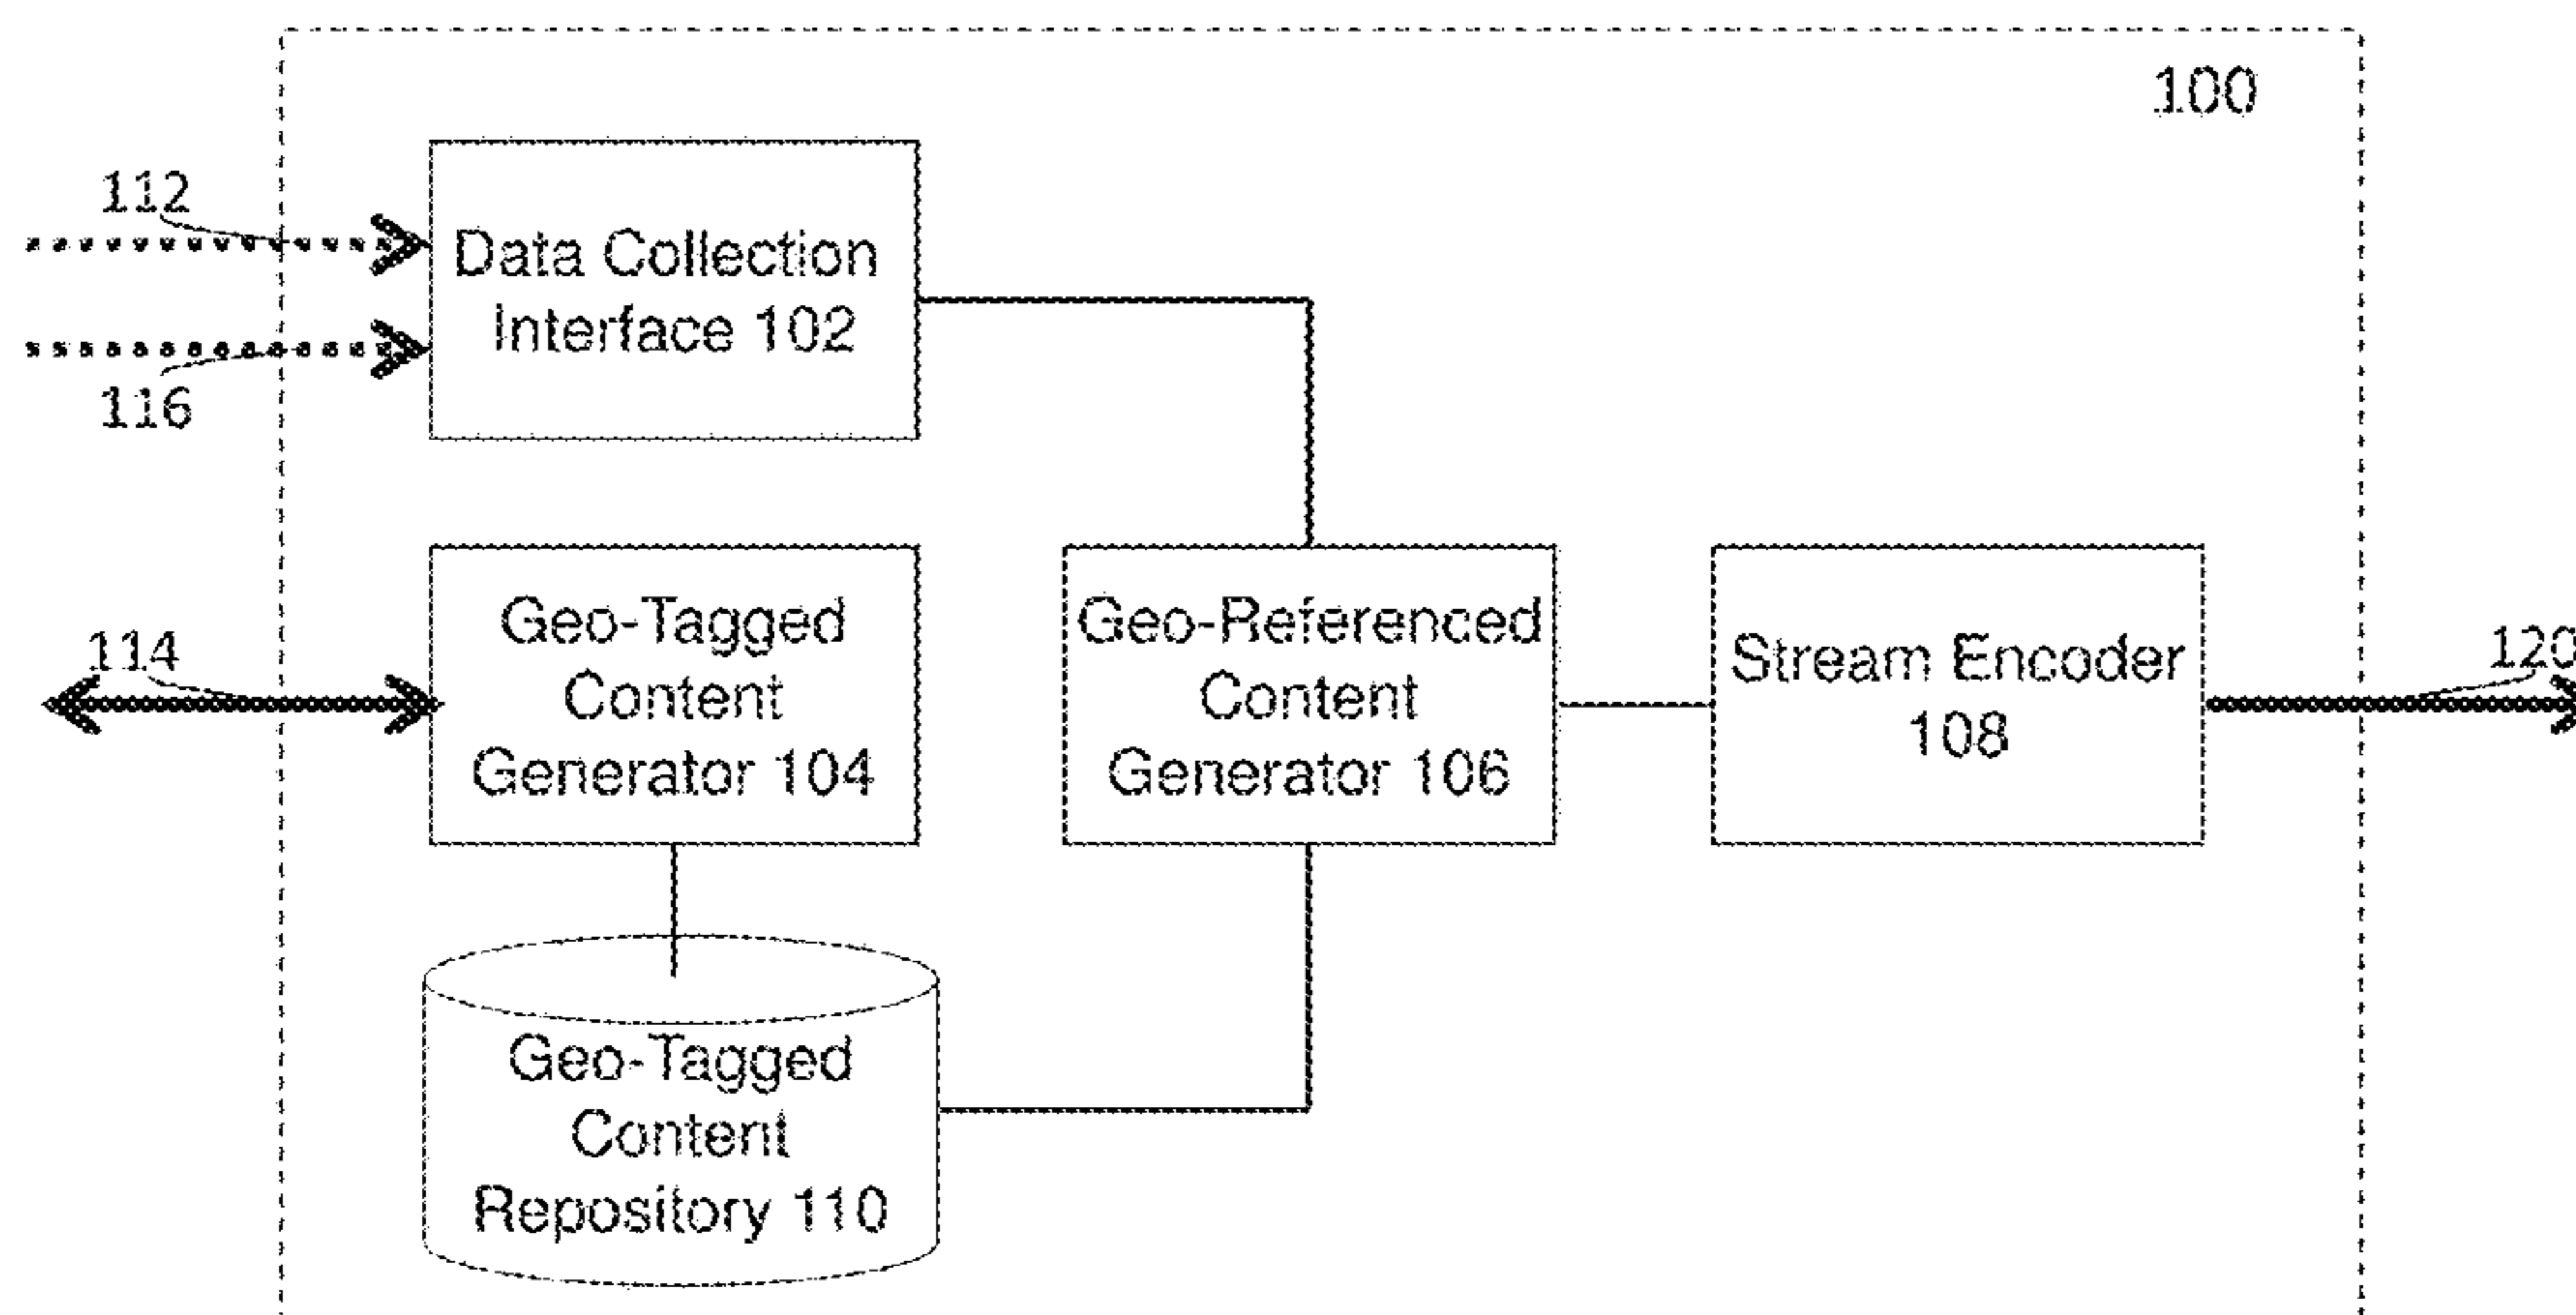 100
112
Data Collection
Interface 102
116
114
Geo-Tagged
Content
Generator 104
Geo-Referenced
Content
Generator 106
Stream Encoder
108
120
Geo-Tagged
Content
Repository 110